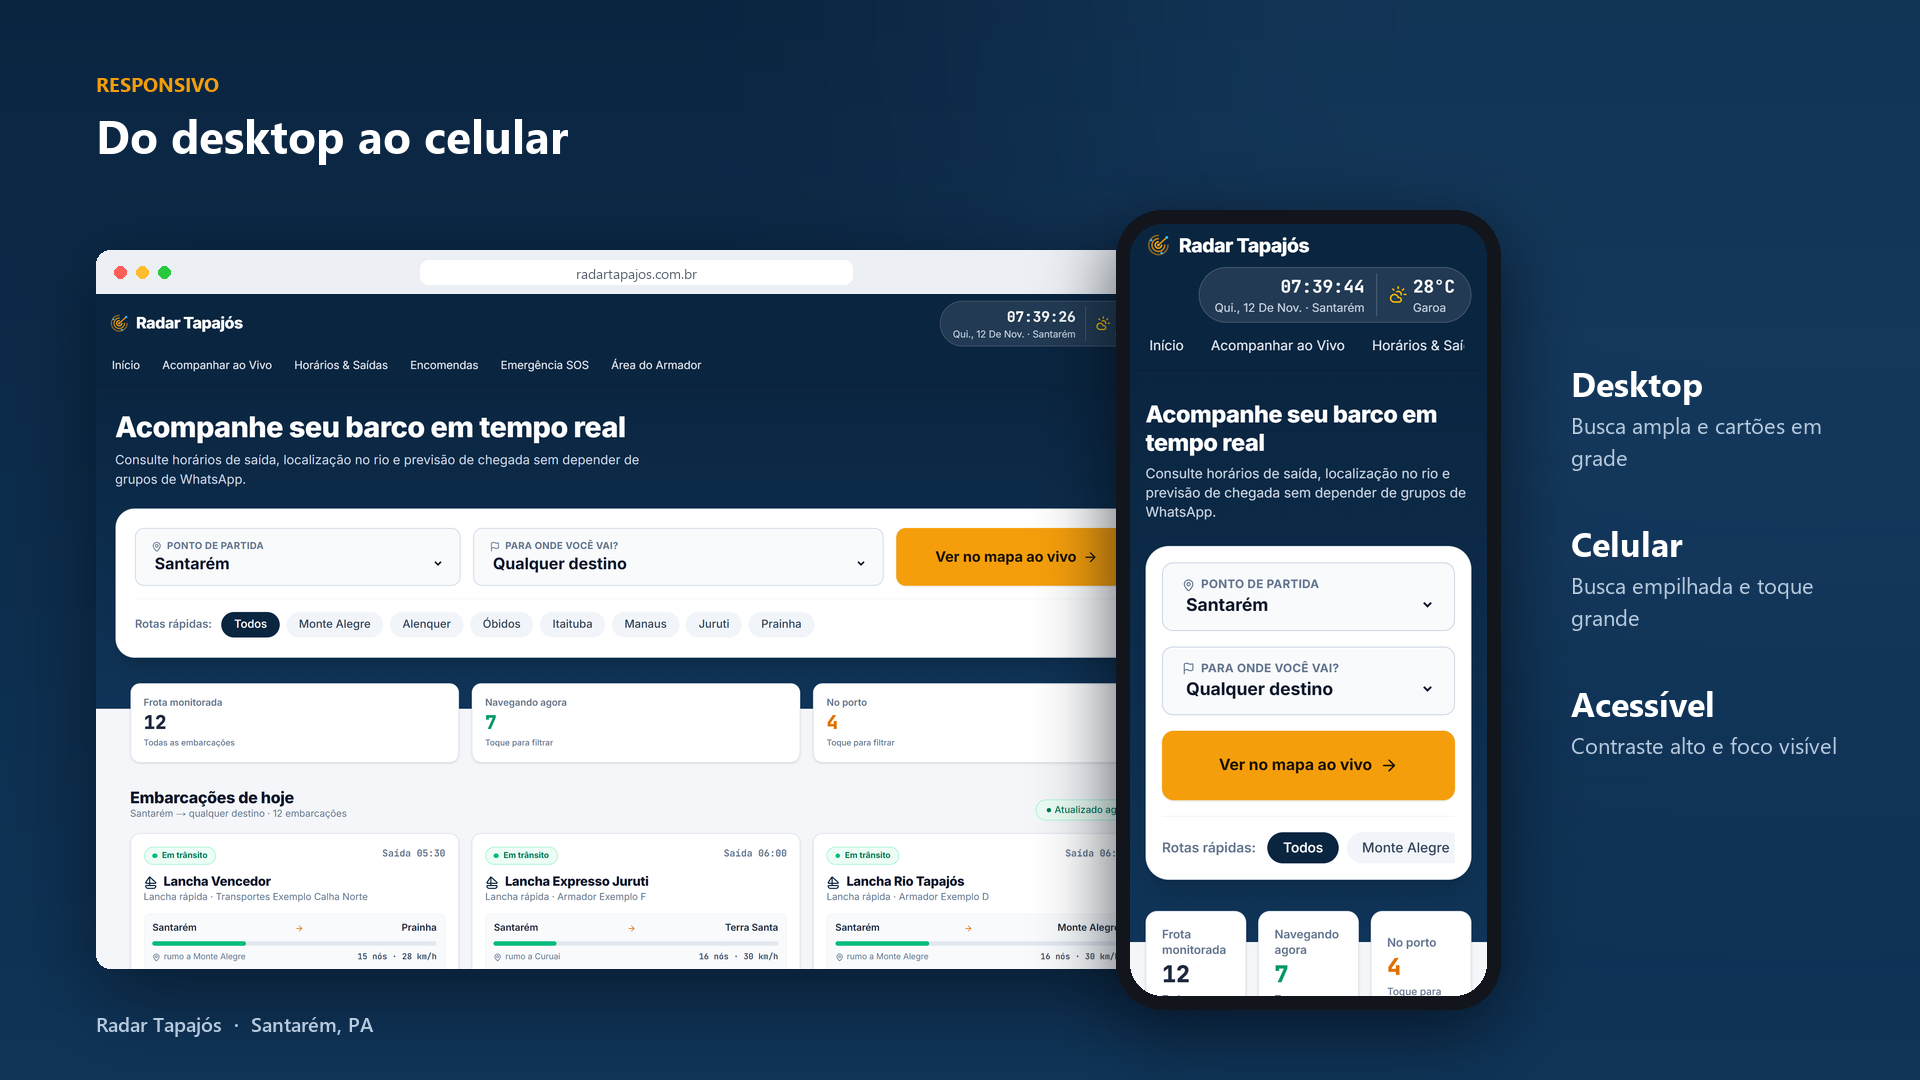 RESPONSIVO
Do desktop ao celular
radartapajos.com.br
Radar Tapajós
07:39:26
Qui., 12 De Nov. · Santarém
Início
Acompanhar ao Vivo
Horários & Saídas
Encomendas
Emergência SOS
Área do Armador
Acompanhe seu barco em tempo real
Consulte horários de saída, localização no rio e previsão de chegada sem depender de
grupos de WhatsApp.
PONTO DE PARTIDA
Santarém
PARA ONDE VOCÊ VAI?
Qualquer destino
Ver no mapa ao vivo →
Rotas rápidas:
Todos
Monte Alegre
Alenquer
Óbidos
Itaituba
Manaus
Juruti
Prainha
Frota monitorada
12
Todas as embarcações
Navegando agora
7
Toque para filtrar
No porto
4
Toque para filtrar
Embarcações de hoje
Santarém → qualquer destino · 12 embarcações
Atualizado ag
Em trânsito
Saída 05:30
Lancha Vencedor
Lancha rápida · Transportes Exemplo Calha Norte
Santarém → Prainha
rumo a Monte Alegre
15 nós · 28 km/h
Em trânsito
Saída 06:00
Lancha Expresso Juruti
Lancha rápida · Armador Exemplo F
Santarém → Terra Santa
rumo a Curuai
16 nós · 30 km/h
Em trânsito
Saída 06:
Lancha Rio Tapajós
Lancha rápida · Armador Exemplo D
Santarém → Monte Alegre
rumo a Monte Alegre
16 nós · 30 km/h
Radar Tapajós
07:39:44
Qui., 12 De Nov. · Santarém
28°C
Garoa
Início
Acompanhar ao Vivo
Horários & Saí
Acompanhe seu barco em
tempo real
Consulte horários de saída, localização no rio e
previsão de chegada sem depender de grupos de
WhatsApp.
PONTO DE PARTIDA
Santarém
PARA ONDE VOCÊ VAI?
Qualquer destino
Ver no mapa ao vivo →
Rotas rápidas:
Todos
Monte Alegre
Frota
monitorada
12
Navegando
agora
7
No porto
4
Toque para
Desktop
Busca ampla e cartões em
grade
Celular
Busca empilhada e toque
grande
Acessível
Contraste alto e foco visível
Radar Tapajós · Santarém, PA